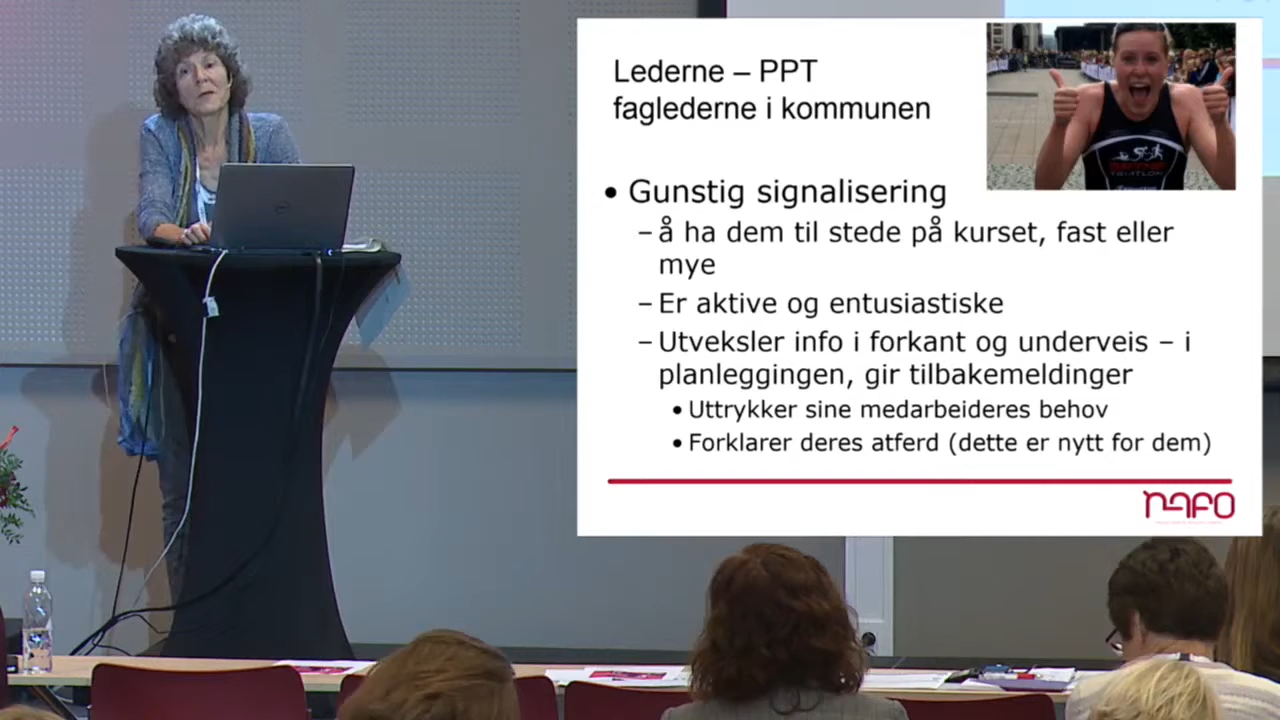 Lederne – PPT
faglederne i kommunen
• Gunstig signalisering
– å ha dem til stede på kurset, fast eller
mye
– Er aktive og entusiastiske
– Utveksler info i forkant og underveis – i
planleggingen, gir tilbakemeldinger
• Uttrykker sine medarbeideres behov
• Forklarer deres atferd (dette er nytt for dem)
NAFO
TRIATHLON
DELL